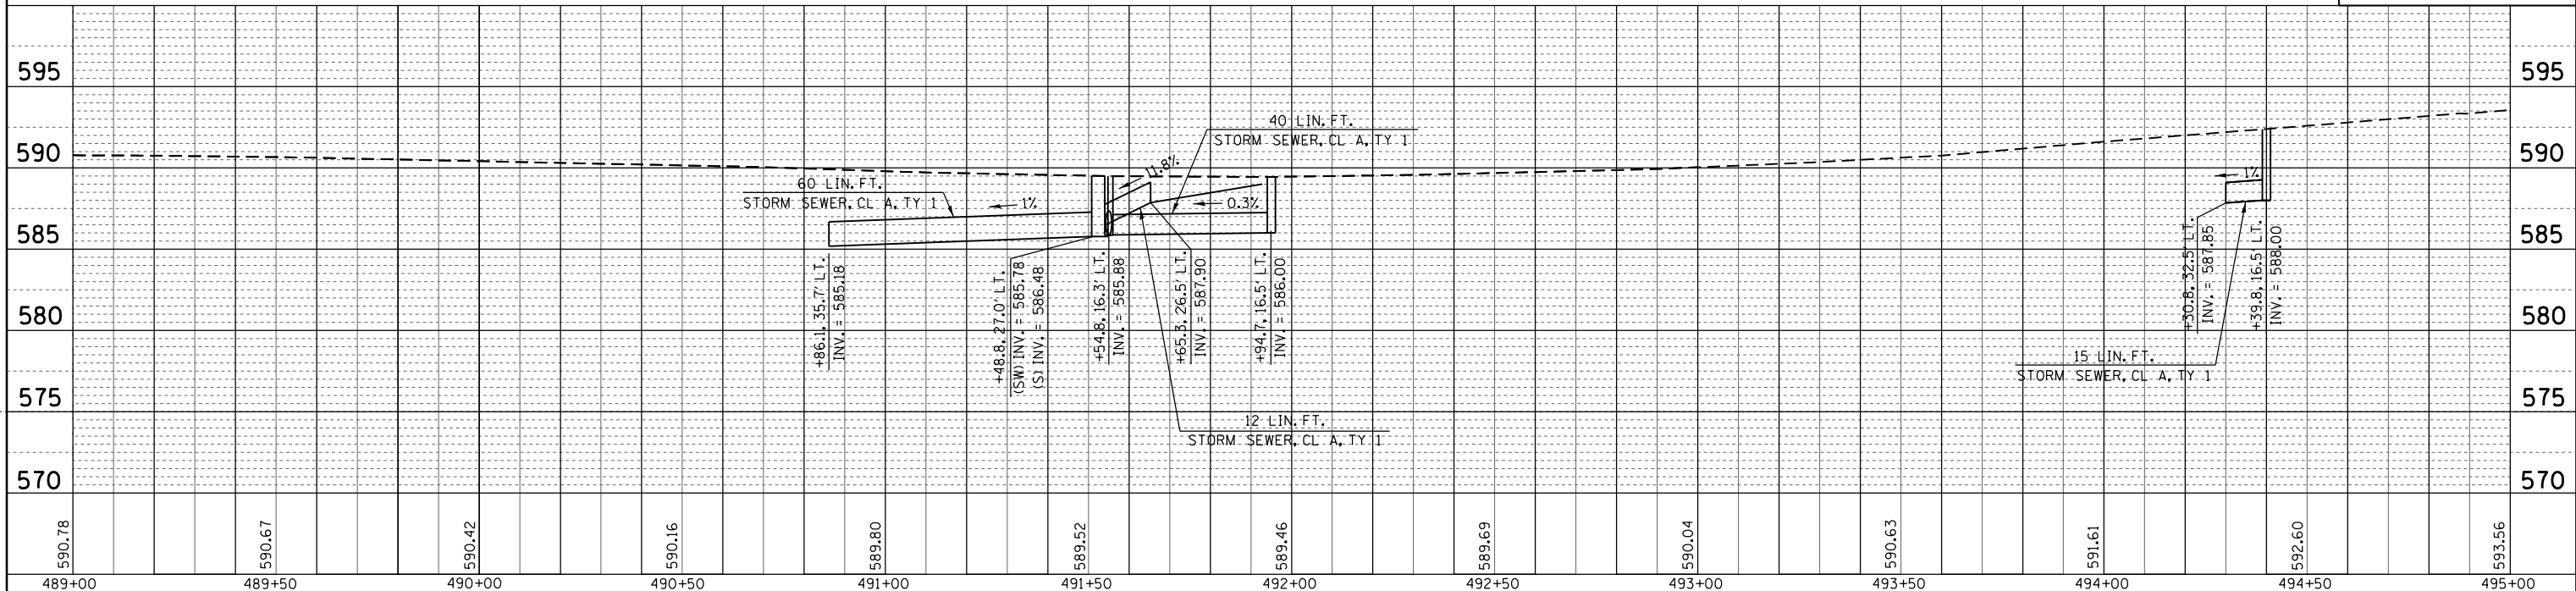 595
595
590
590
585
585
580
580
575
575
570
570
60 LIN. FT.
STORM SEWER, CL A, TY 1
1%
11.8%
40 LIN. FT.
STORM SEWER, CL A, TY 1
0.3%
1%
+86.1, 35.7' LT.
INV. = 585.18
+48.8, 27.0' LT.
(SW) INV. = 585.78
(S) INV. = 586.48
+54.8, 16.3' LT.
INV. = 585.88
+65.3, 26.5' LT.
INV. = 587.90
+94.7, 16.5' LT.
INV. = 586.00
+30.8, 32.5' LT.
INV. = 587.85
+39.8, 16.5' LT.
INV. = 588.00
15 LIN. FT.
STORM SEWER, CL A, TY 1
12 LIN. FT.
STORM SEWER, CL A, TY 1
590.78
590.67
590.42
590.16
589.80
589.52
589.46
589.69
590.04
590.63
591.61
592.60
593.56
489+00
489+50
490+00
490+50
491+00
491+50
492+00
492+50
493+00
493+50
494+00
494+50
495+00